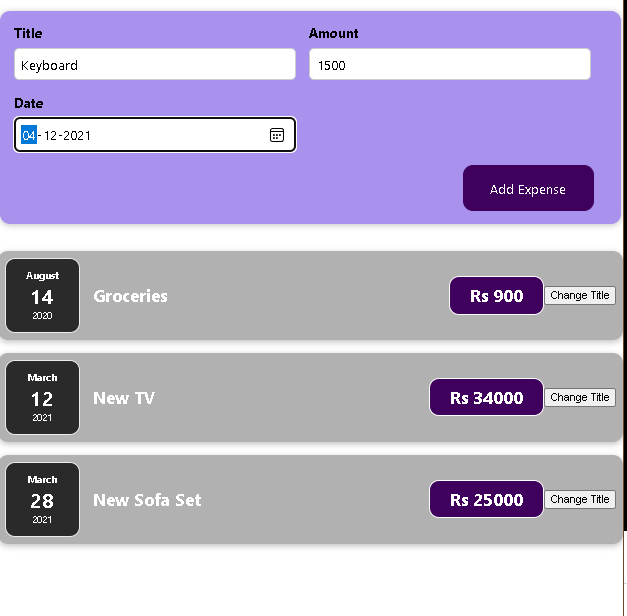 Title
Amount
Keyboard
1500
Date
04-12-2021
Add Expense
August
14
2020
Groceries
Rs 900
Change Title
March
12
2021
New TV
Rs 34000
Change Title
March
28
2021
New Sofa Set
Rs 25000
Change Title